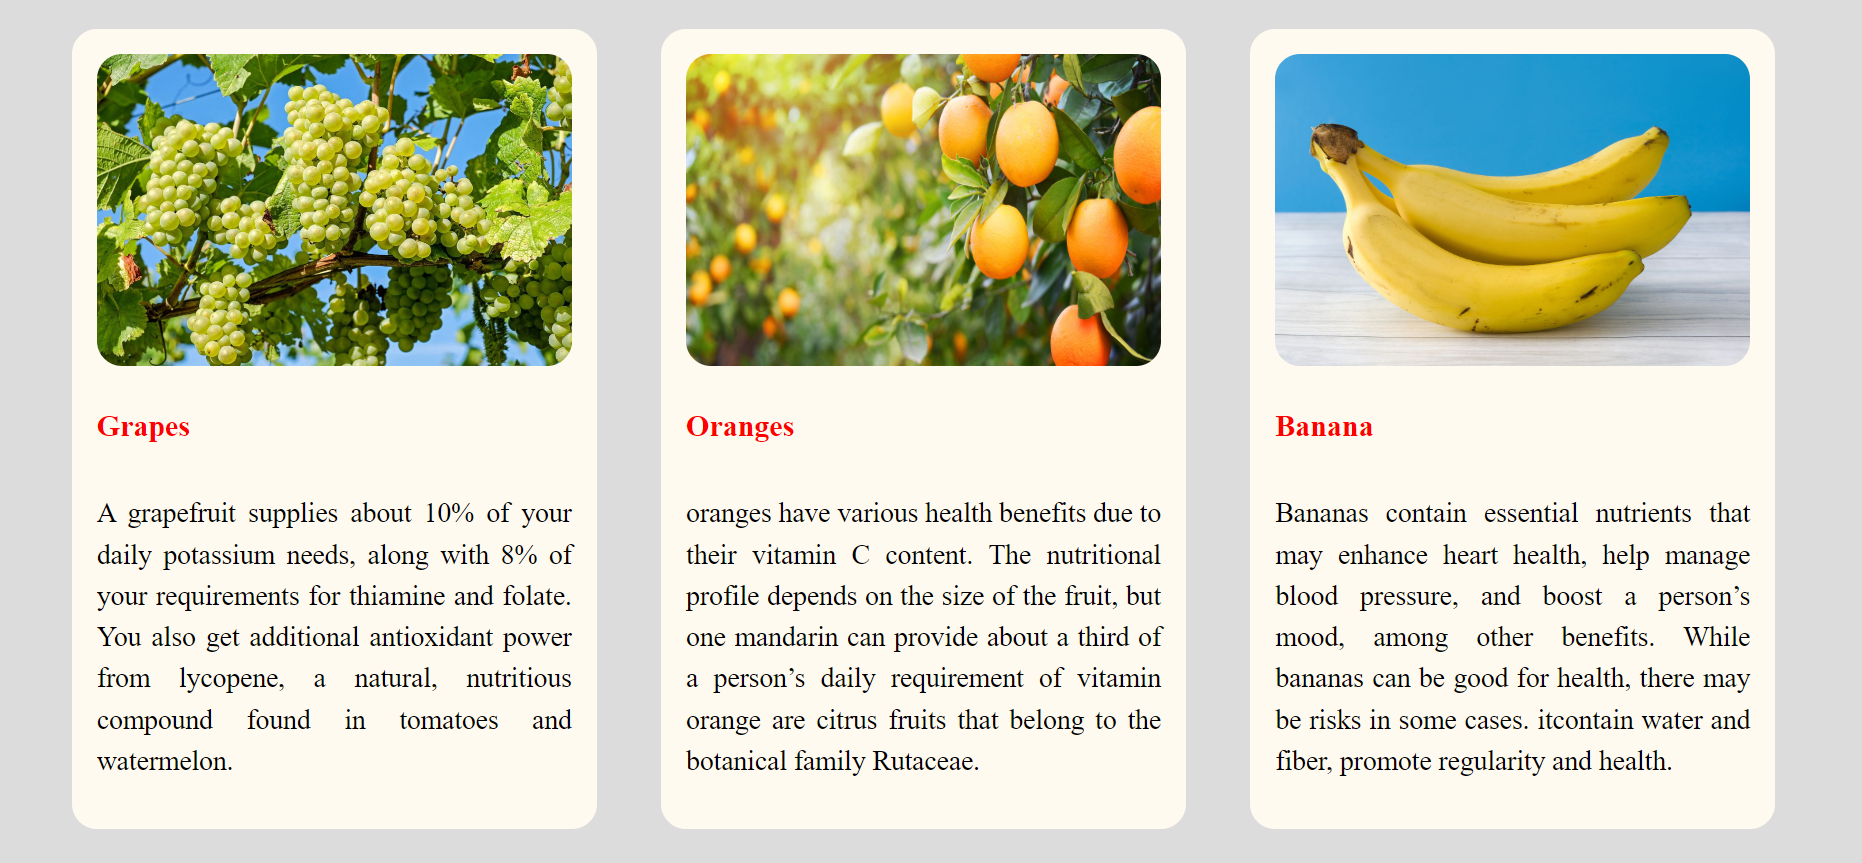 Grapes
A grapefruit supplies about 10% of your
daily potassium needs, along with 8% of
your requirements for thiamine and folate.
You also get additional antioxidant power
from lycopene, a natural, nutritious
compound found in tomatoes and
watermelon.
Oranges
oranges have various health benefits due to
their vitamin C content. The nutritional
profile depends on the size of the fruit, but
one mandarin can provide about a third of
a person’s daily requirement of vitamin
orange are citrus fruits that belong to the
botanical family Rutaceae.
Banana
Bananas contain essential nutrients that
may enhance heart health, help manage
blood pressure, and boost a person’s
mood, among other benefits. While
bananas can be good for health, there may
be risks in some cases. itcontain water and
fiber, promote regularity and health.